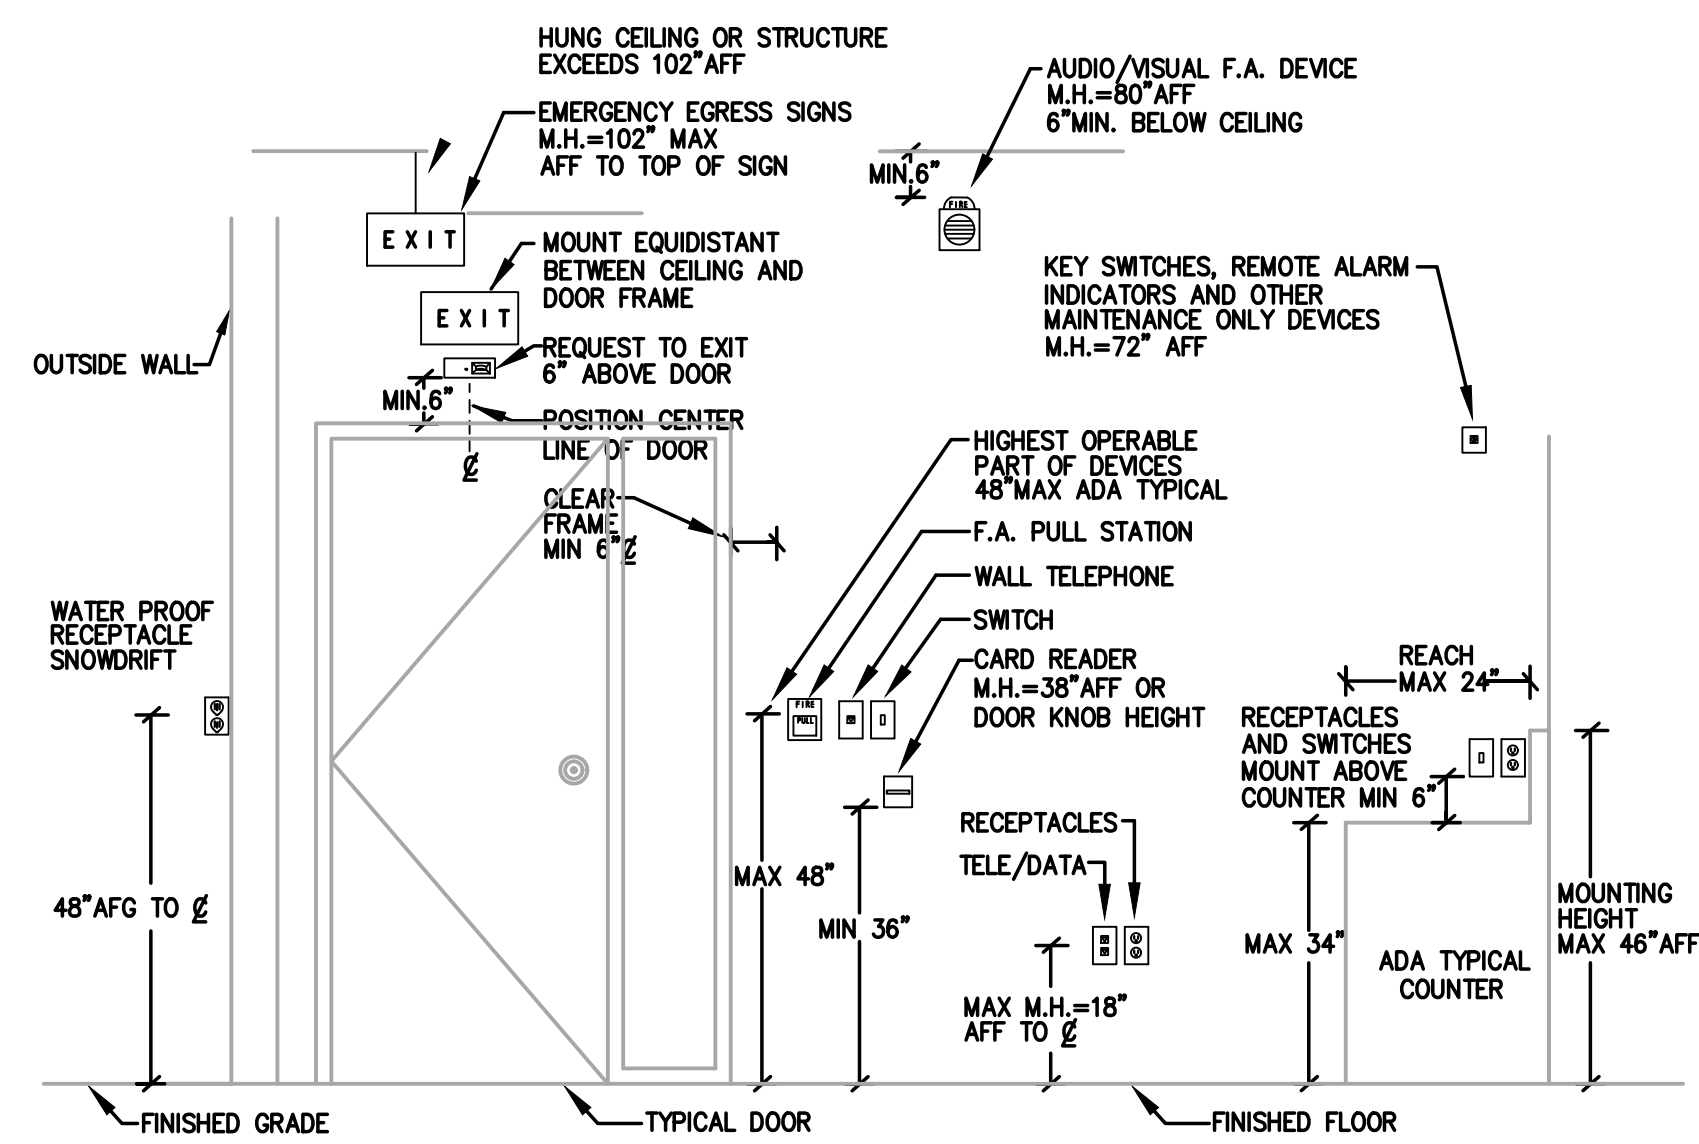 HUNG CEILING OR STRUCTURE
EXCEEDS 102"AFF
EMERGENCY EGRESS SIGNS
M.H.=102" MAX
AFF TO TOP OF SIGN
AUDIO/VISUAL F.A. DEVICE
M.H.=80"AFF
6"MIN. BELOW CEILING
MIN.6"
FIRE
EXIT
MOUNT EQUIDISTANT
BETWEEN CEILING AND
DOOR FRAME
EXIT
KEY SWITCHES, REMOTE ALARM
INDICATORS AND OTHER
MAINTENANCE ONLY DEVICES
M.H.=72" AFF
OUTSIDE WALL
REQUEST TO EXIT
6" ABOVE DOOR
MIN.6"
POSITION CENTER
LINE OF DOOR
℄
CLEAR
FRAME
MIN 6"℄
HIGHEST OPERABLE
PART OF DEVICES
48"MAX ADA TYPICAL
F.A. PULL STATION
WALL TELEPHONE
SWITCH
CARD READER
M.H.=38"AFF OR
DOOR KNOB HEIGHT
WATER PROOF
RECEPTACLE
SNOWDRIFT
FIRE
PULL
REACH
MAX 24"
RECEPTACLES
AND SWITCHES
MOUNT ABOVE
COUNTER MIN 6"
RECEPTACLES
TELE/DATA
MAX 48"
48"AFG TO ℄
MIN 36"
MAX 34"
MOUNTING
HEIGHT
MAX 46"AFF
ADA TYPICAL
COUNTER
MAX M.H.=18"
AFF TO ℄
FINISHED GRADE
TYPICAL DOOR
FINISHED FLOOR